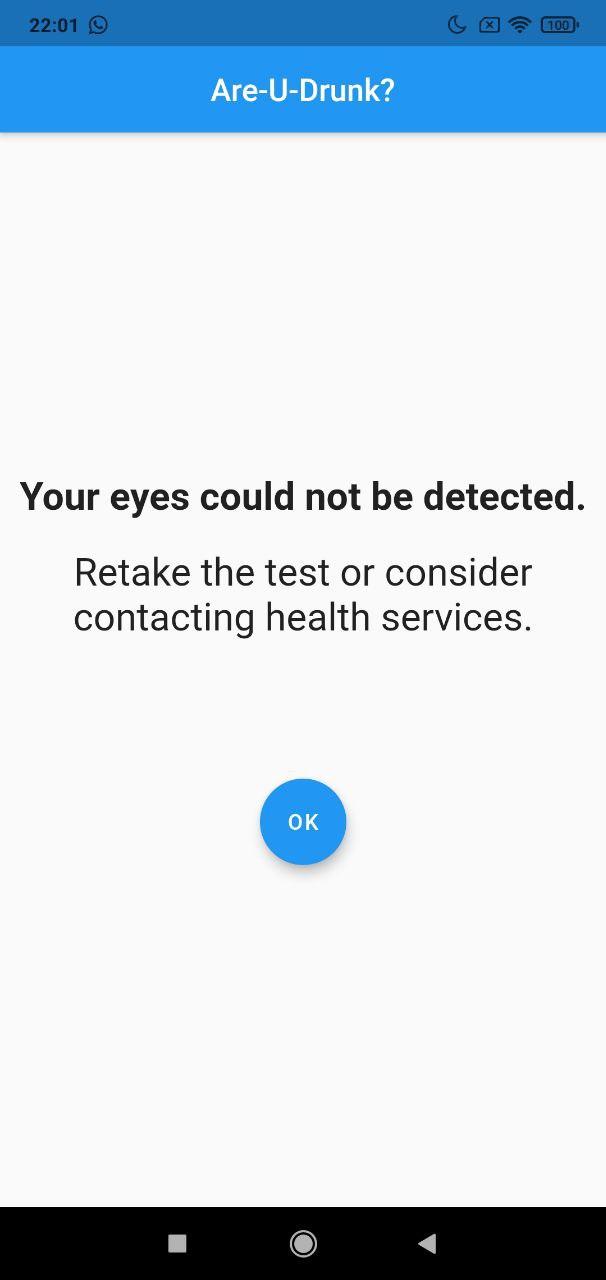 22:01
100
Are-U-Drunk?
Your eyes could not be detected.
Retake the test or consider
contacting health services.
OK